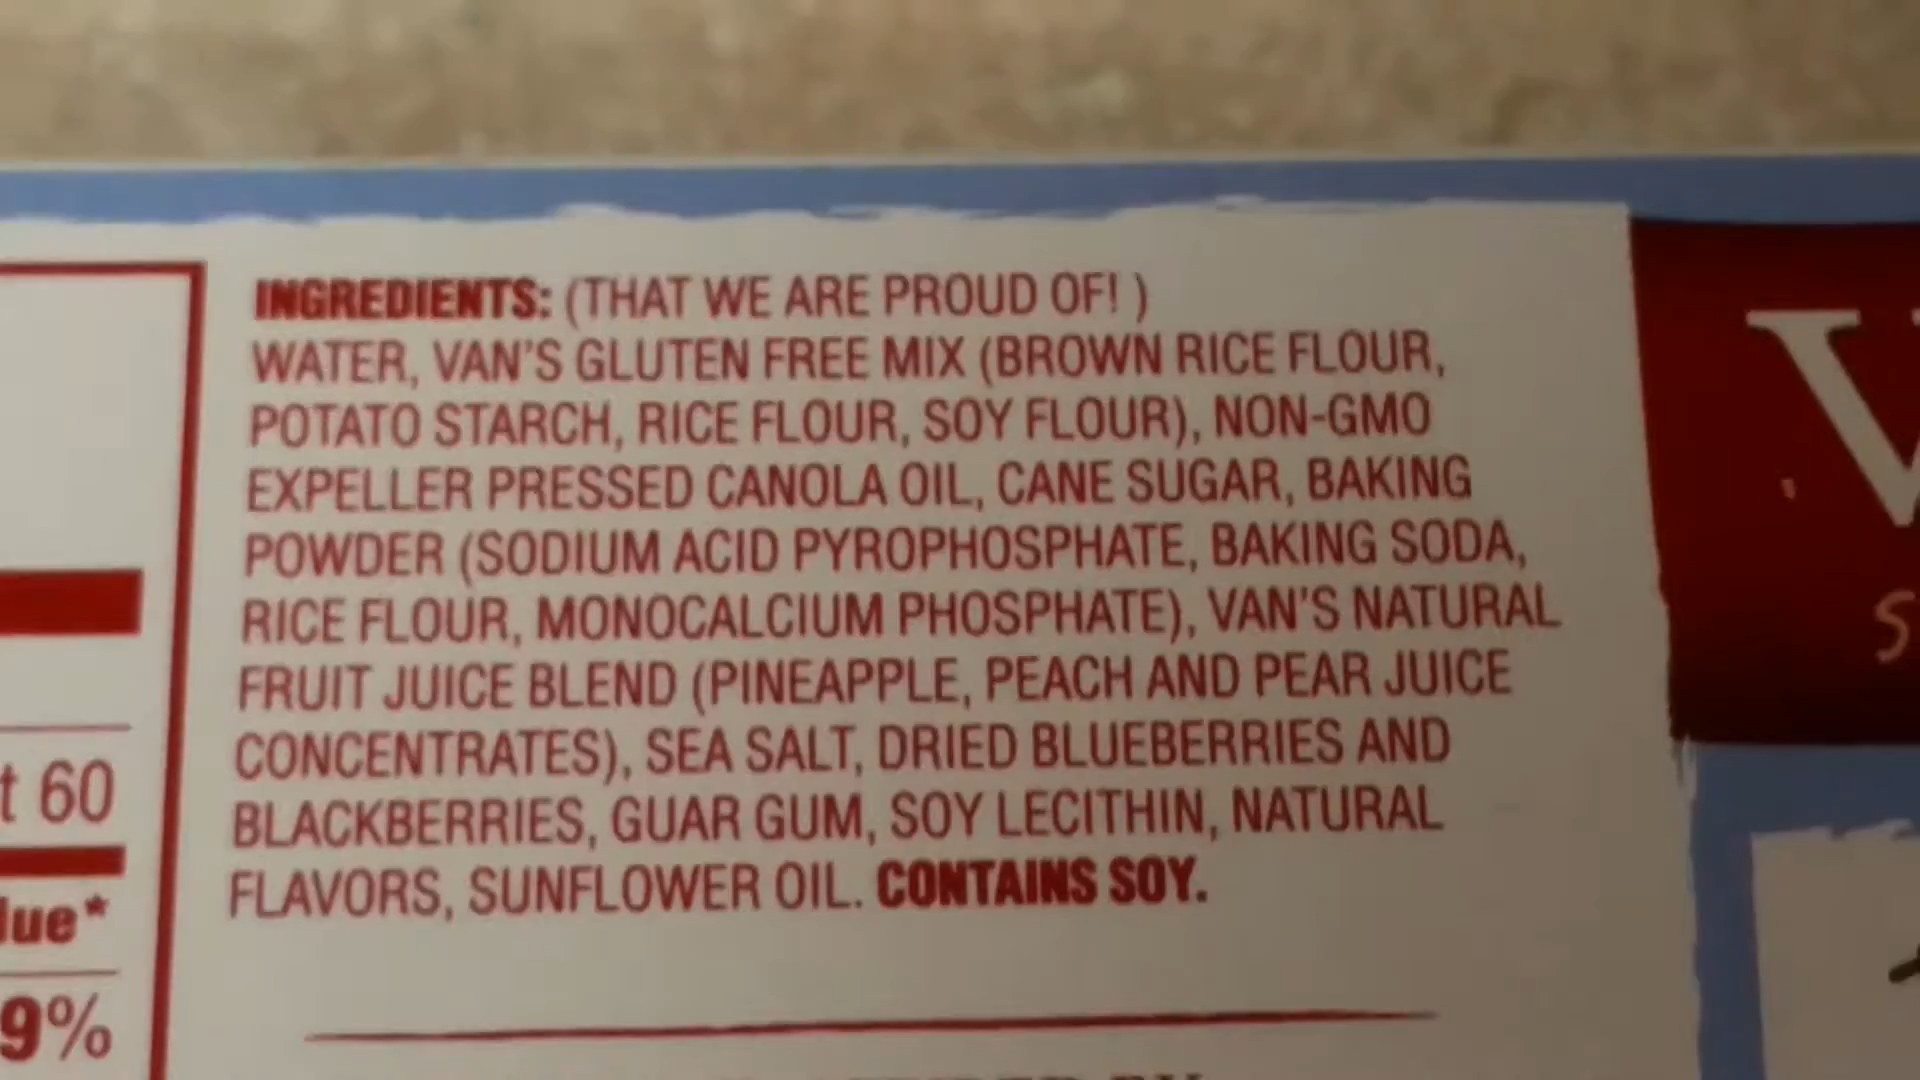 INGREDIENTS: (THAT WE ARE PROUD OF! )
WATER, VAN'S GLUTEN FREE MIX (BROWN RICE FLOUR,
POTATO STARCH, RICE FLOUR, SOY FLOUR), NON-GMO
EXPELLER PRESSED CANOLA OIL, CANE SUGAR, BAKING
POWDER (SODIUM ACID PYROPHOSPHATE, BAKING SODA,
RICE FLOUR, MONOCALCIUM PHOSPHATE), VAN'S NATURAL
FRUIT JUICE BLEND (PINEAPPLE, PEACH AND PEAR JUICE
CONCENTRATES), SEA SALT, DRIED BLUEBERRIES AND
BLACKBERRIES, GUAR GUM, SOY LECITHIN, NATURAL
FLAVORS, SUNFLOWER OIL. CONTAINS SOY.
t 60
lue*
9%
V
S